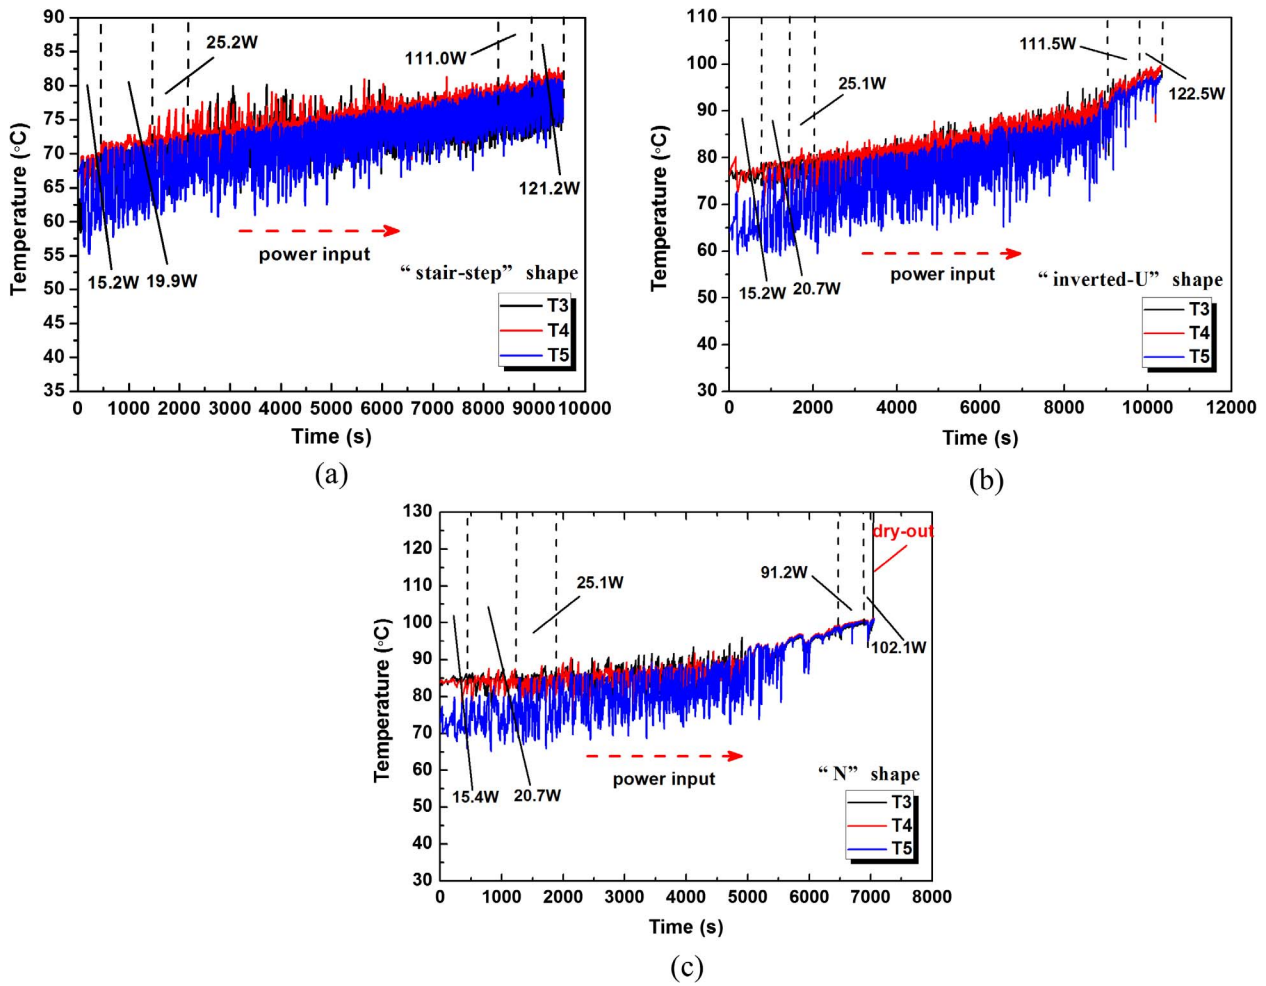 90
85
80
75
70
65
60
55
50
45
40
35
Temperature (°C)
25.2W
111.0W
121.2W
15.2W
19.9W
power input
“ stair-step” shape
T3
T4
T5
0 1000 2000 3000 4000 5000 6000 7000 8000 9000 10000
Time (s)
(a)
110
100
90
80
70
60
50
40
30
Temperature (°C)
111.5W
25.1W
122.5W
15.2W
20.7W
power input
“ inverted-U” shape
T3
T4
T5
0 2000 4000 6000 8000 10000 12000
Time (s)
(b)
130
120
110
100
90
80
70
60
50
40
30
Temperature (°C)
dry-out
91.2W
25.1W
102.1W
15.4W
20.7W
power input
“ N” shape
T3
T4
T5
0 1000 2000 3000 4000 5000 6000 7000 8000
Time (s)
(c)